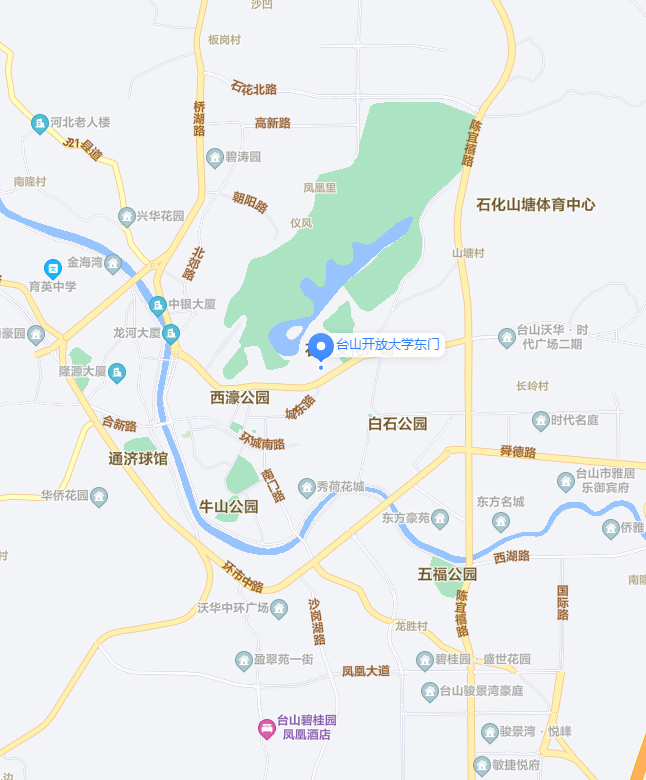 沙凹
板岗村
石花北路
桥湖路
河北老人楼
高新路
陈宜禧路
321县道
碧涛园
南隆村
凤凰里
朝阳路
石化山塘体育中心
兴华花园
仪风
北郊路
山塘村
金海湾
育英中学
中银大厦
龙河大厦
豪园
台山开放大学东门
台山沃华·时
代广场二期
隆源大厦
长岭村
西濠公园
城东路
白石公园
时代名庭
合新路
环城南路
舜德路
通济球馆
南门路
台山市雅居
乐御宾府
华侨花园
秀荷花城
牛山公园
东方名城
东方豪苑
侨雅
村
西湖路
五福公园
环市中路
南隆
国际路
陈宜禧路
沃华中环广场
沙岗湖路
龙胜村
盈翠苑一街
碧桂园·盛世花园
凤凰大道
台山骏景湾豪庭
台山碧桂园
凤凰酒店
骏景湾·悦峰
敏捷悦府
边